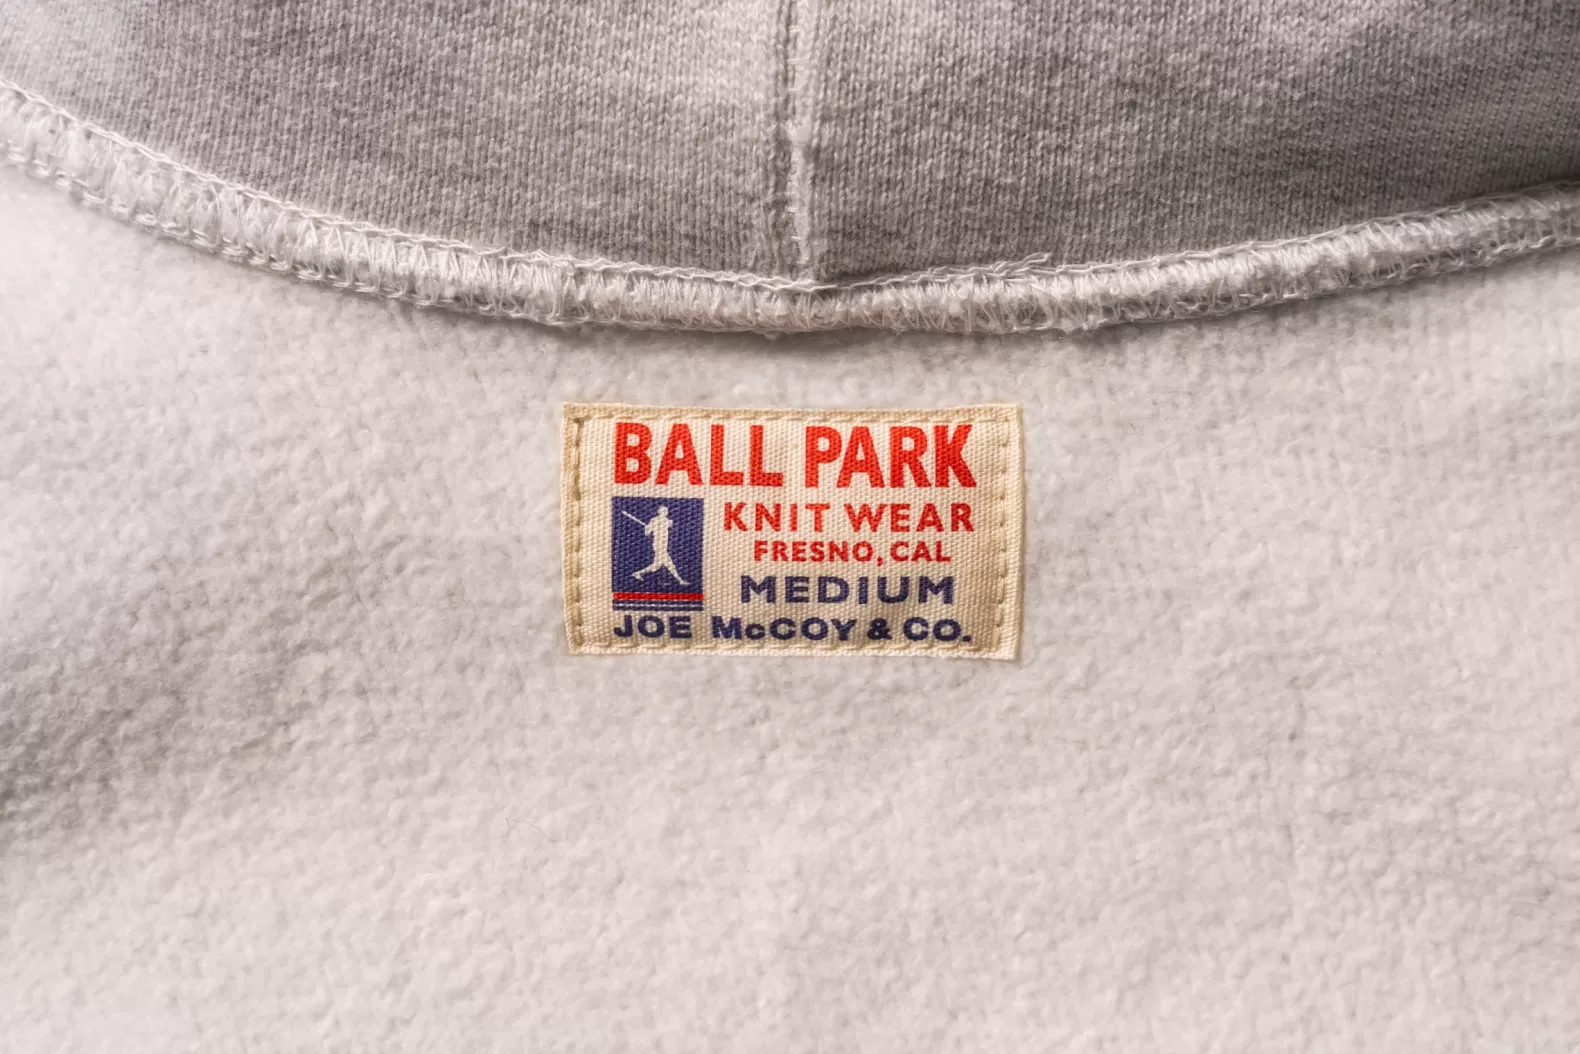 BALL PARK
KNIT WEAR
FRESNO, CAL
MEDIUM
JOE McCOY & CO.